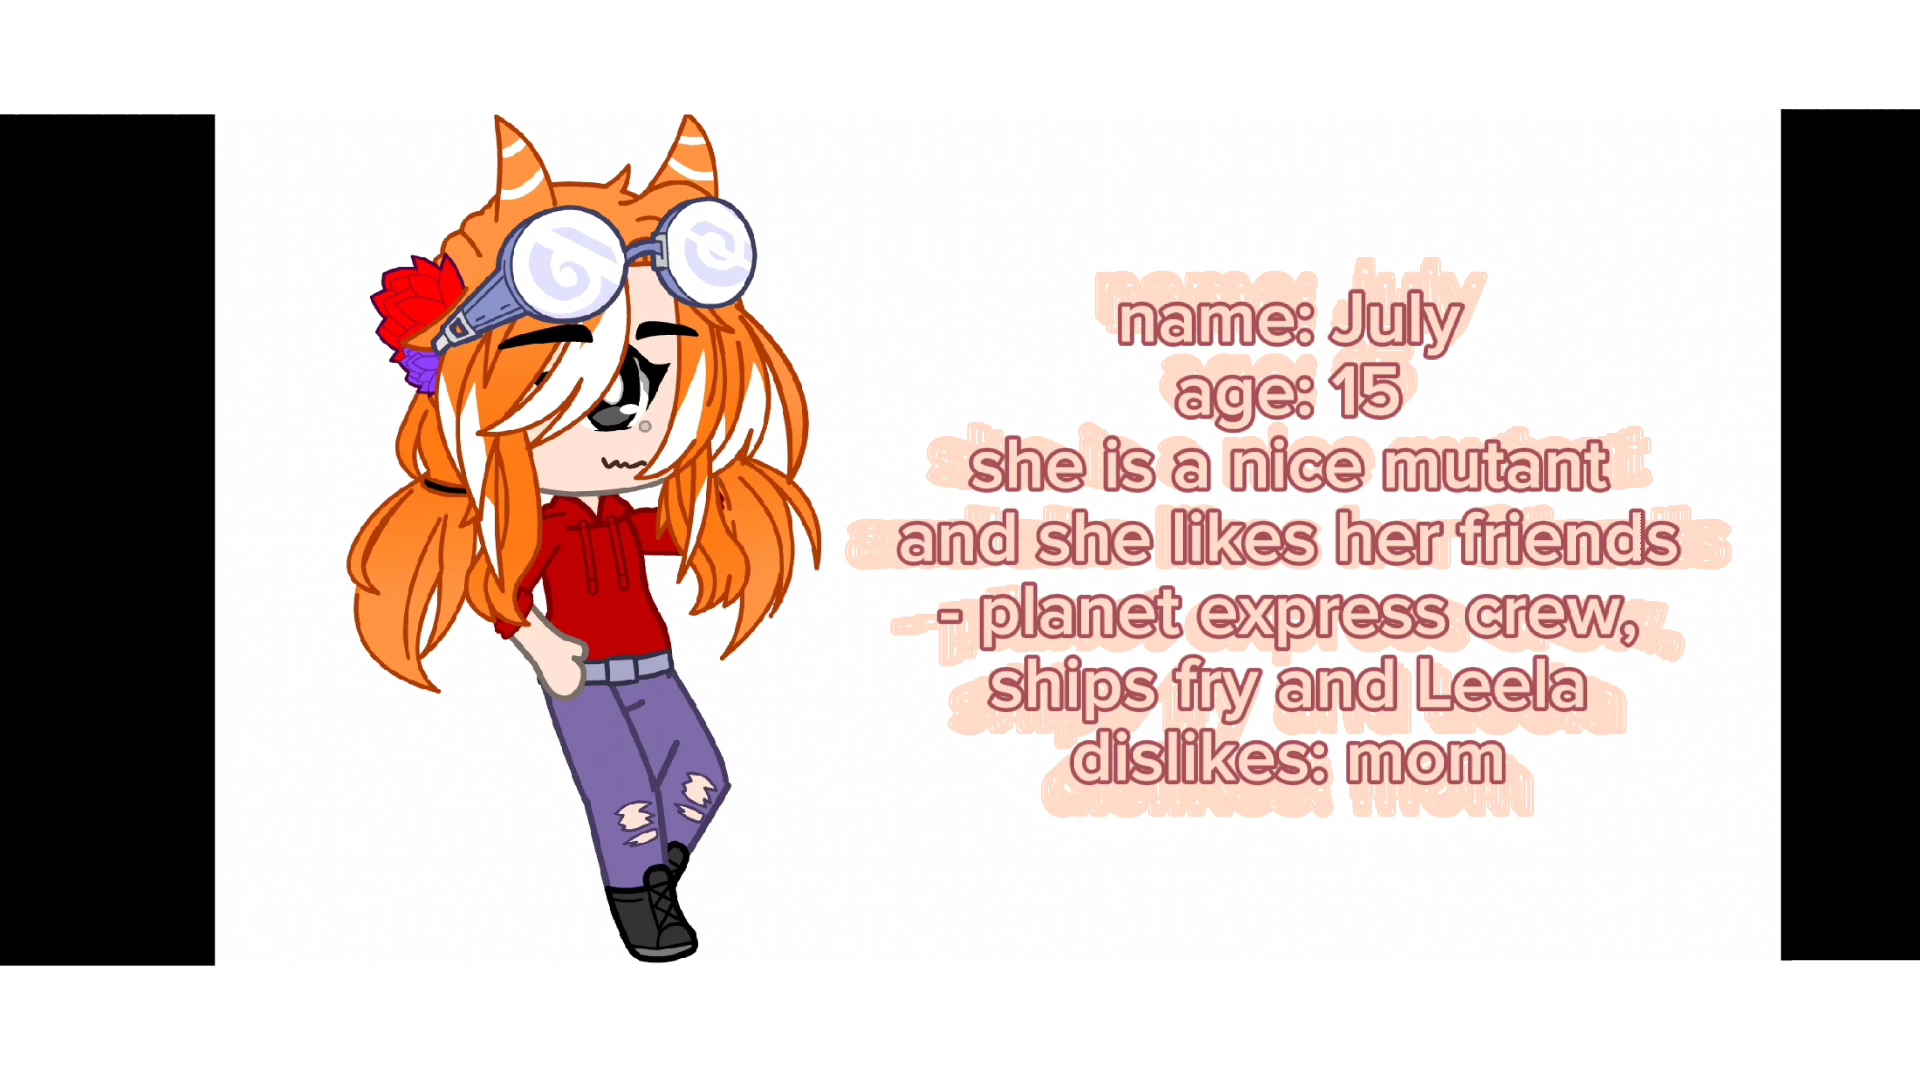 name: July
age: 15
she is a nice mutant
and she likes her friends
- planet express crew,
ships fry and Leela
dislikes: mom